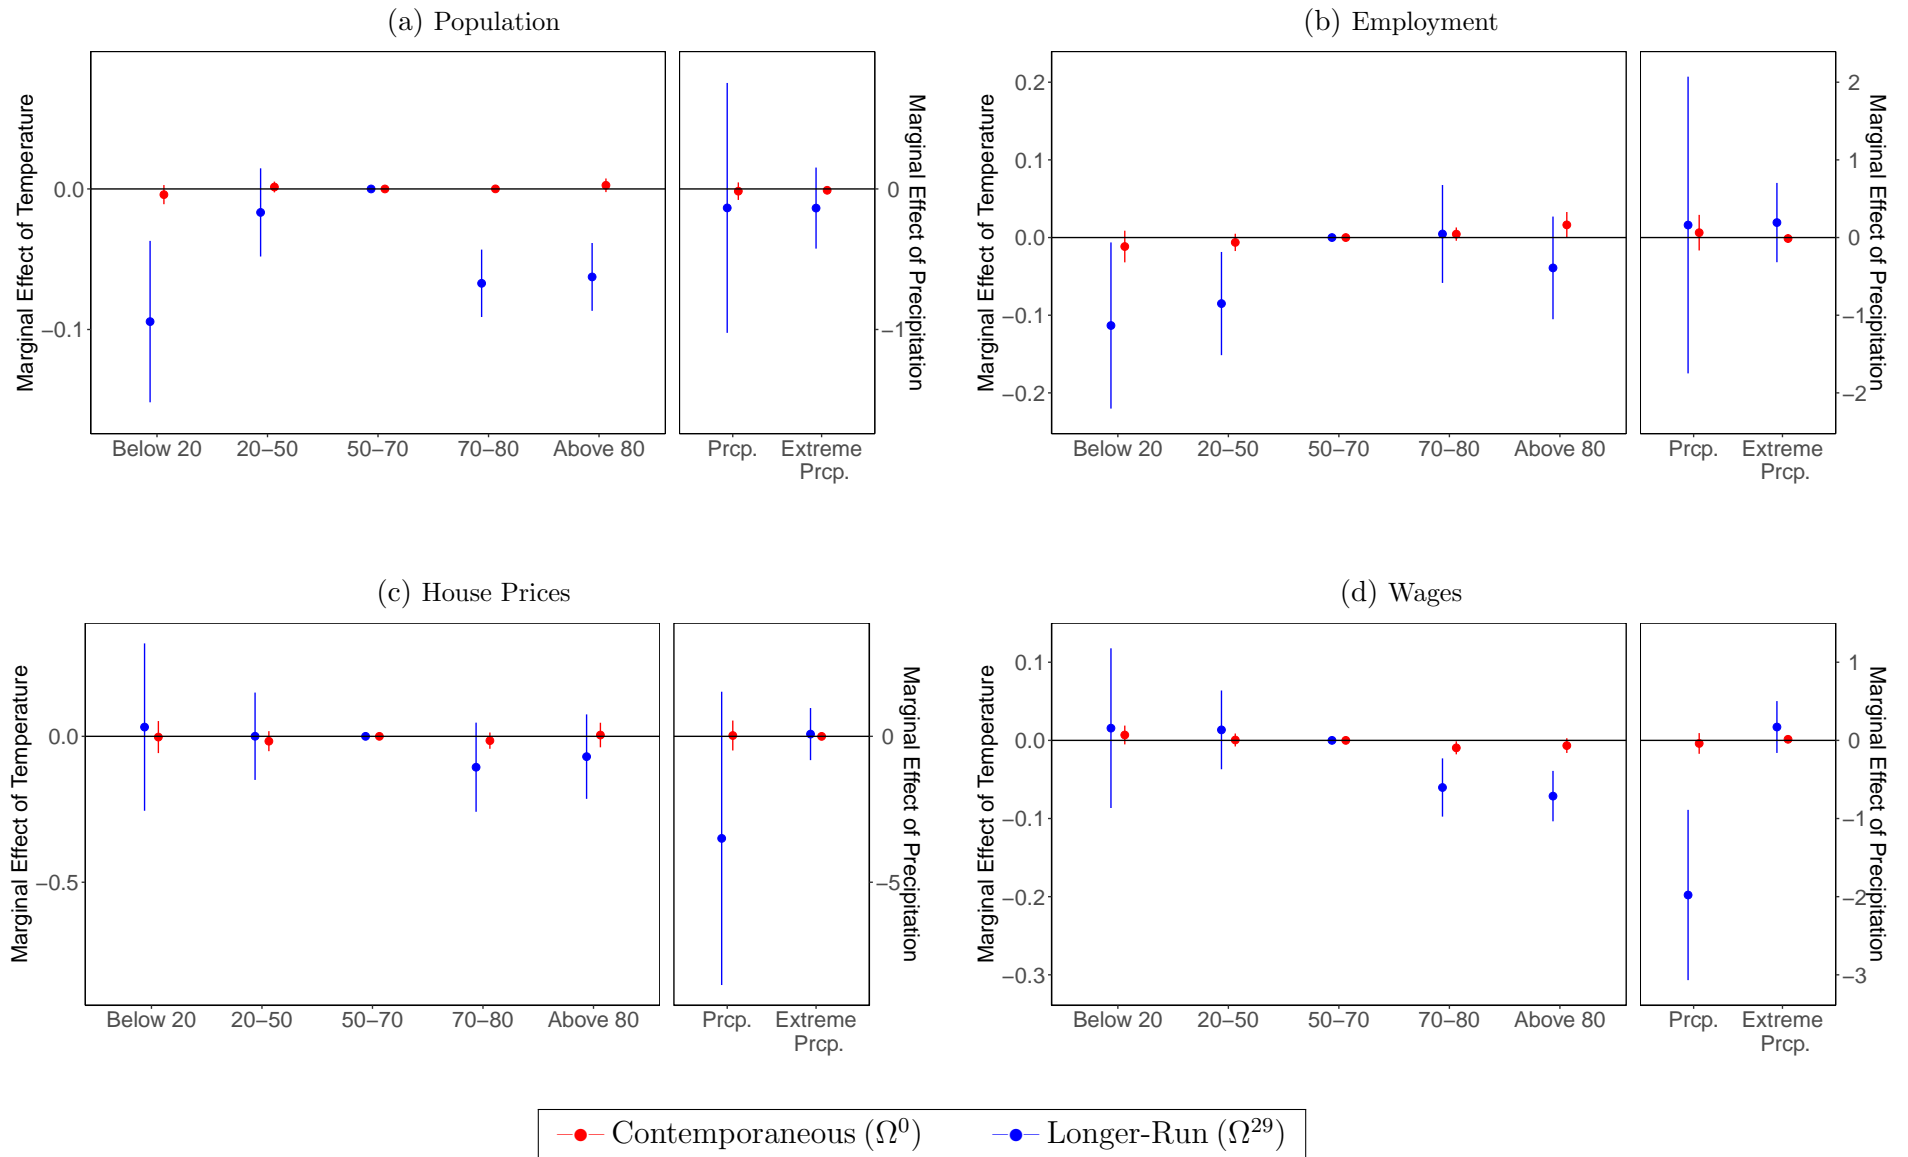 (a) Population
Marginal Effect of Temperature
0.0
−0.1
Below 20 20−50 50−70 70−80 Above 80
Prcp. Extreme
Prcp.
0
−1
Marginal Effect of Precipitation
(b) Employment
Marginal Effect of Temperature
0.2
0.1
0.0
−0.1
−0.2
Below 20 20−50 50−70 70−80 Above 80
Prcp. Extreme
Prcp.
2
1
0
−1
−2
Marginal Effect of Precipitation
(c) House Prices
Marginal Effect of Temperature
0.0
−0.5
Below 20 20−50 50−70 70−80 Above 80
Prcp. Extreme
Prcp.
0
−5
Marginal Effect of Precipitation
(d) Wages
Marginal Effect of Temperature
0.1
0.0
−0.1
−0.2
−0.3
Below 20 20−50 50−70 70−80 Above 80
Prcp. Extreme
Prcp.
1
0
−1
−2
−3
Marginal Effect of Precipitation
Contemporaneous (Ω⁰) Longer-Run (Ω²⁹)